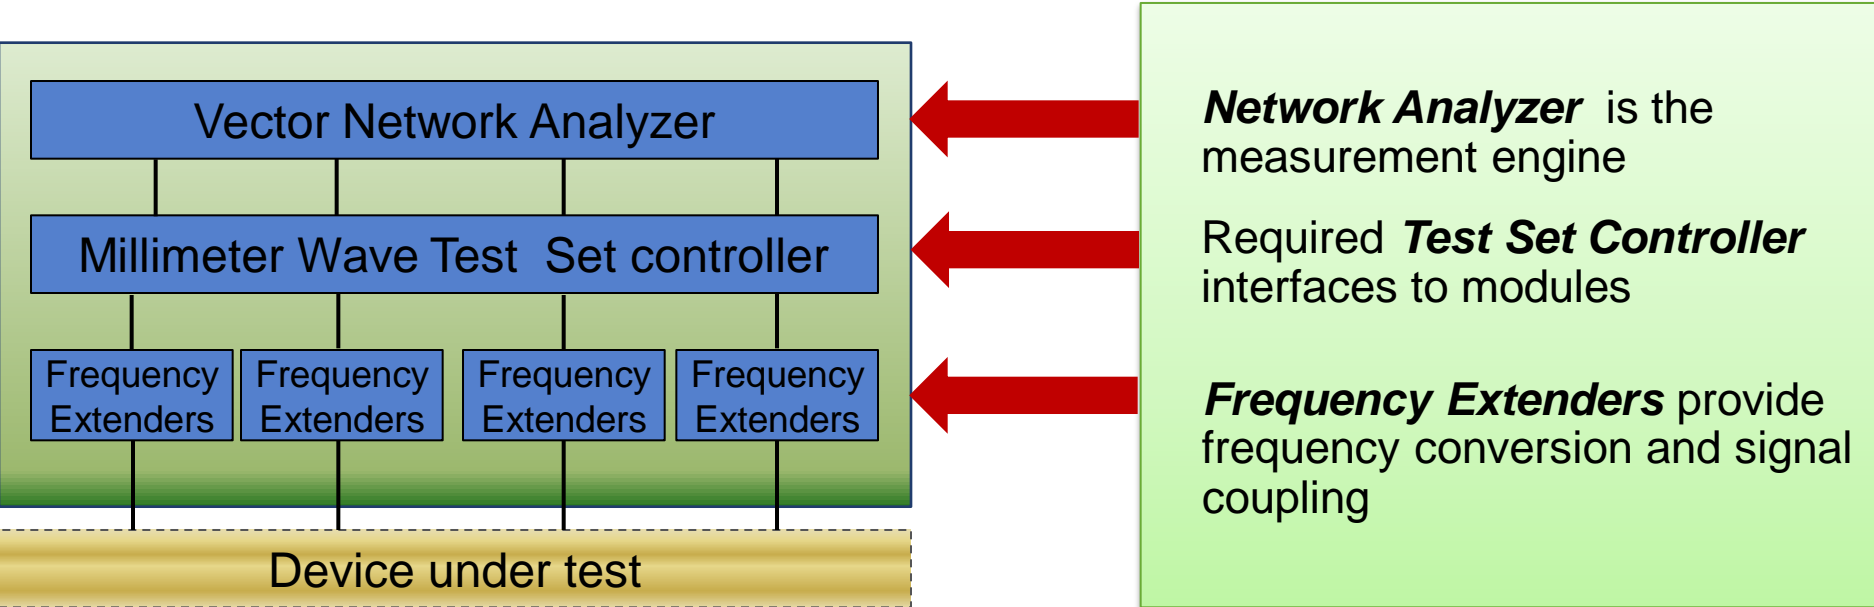 Vector Network Analyzer
Millimeter Wave Test  Set controller
Frequency
Extenders
Frequency
Extenders
Frequency
Extenders
Frequency
Extenders
Device under test
Network Analyzer  is the
measurement engine
Required Test Set Controller
interfaces to modules
Frequency Extenders provide
frequency conversion and signal
coupling